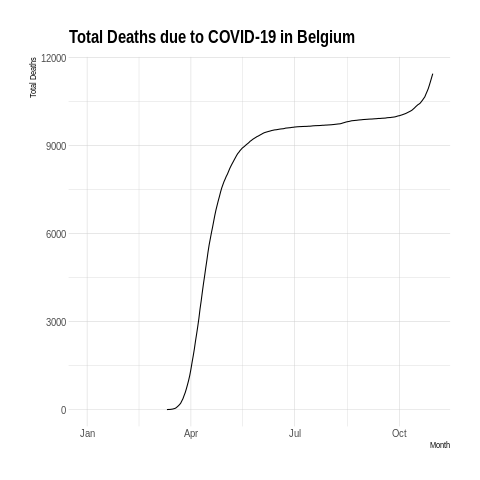 Total Deaths due to COVID-19 in Belgium
Total Deaths
12000
9000
6000
3000
0
Jan Apr Jul Oct
Month